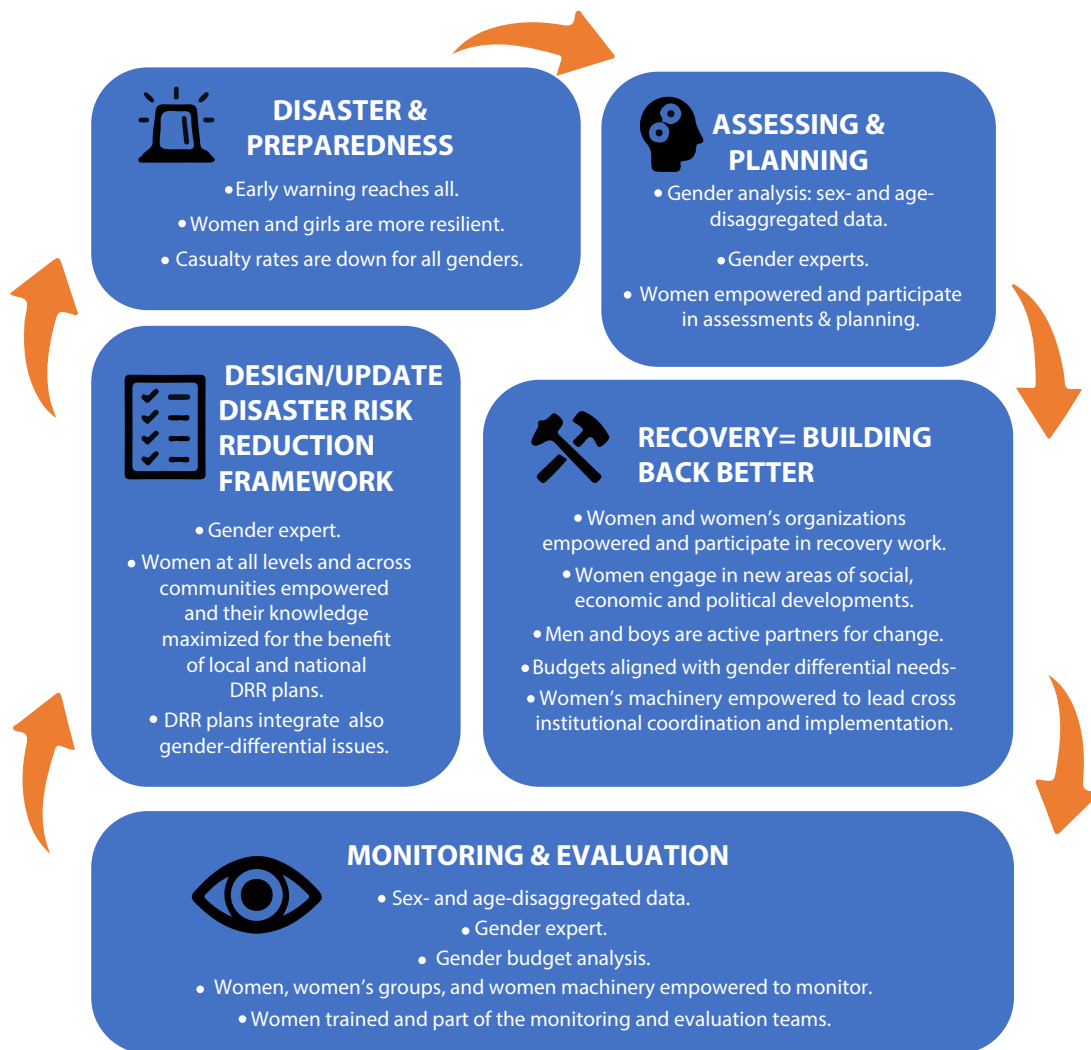 DISASTER &
PREPAREDNESS
•Early warning reaches all.
•Women and girls are more resilient.
• Casualty rates are down for all genders.
ASSESSING &
PLANNING
• Gender analysis: sex- and age-
disaggregated data.
•Gender experts.
• Women empowered and participate
in assessments & planning.
RECOVERY= BUILDING
BACK BETTER
• Women and women’s organizations
empowered and participate in recovery work.
•Women engage in new areas of social,
economic and political developments.
•Men and boys are active partners for change.
•Budgets aligned with gender differential needs-
•Women’s machinery empowered to lead cross
institutional coordination and implementation.
MONITORING & EVALUATION
• Sex- and age-disaggregated data.
• Gender expert.
• Gender budget analysis.
• Women, women’s groups, and women machinery empowered to monitor.
•Women trained and part of the monitoring and evaluation teams.
DESIGN/UPDATE
DISASTER RISK
REDUCTION
FRAMEWORK
•Gender expert.
• Women at all levels and across
communities empowered
and their knowledge
maximized for the benefit
of local and national
DRR plans.
• DRR plans integrate also
gender-differential issues.